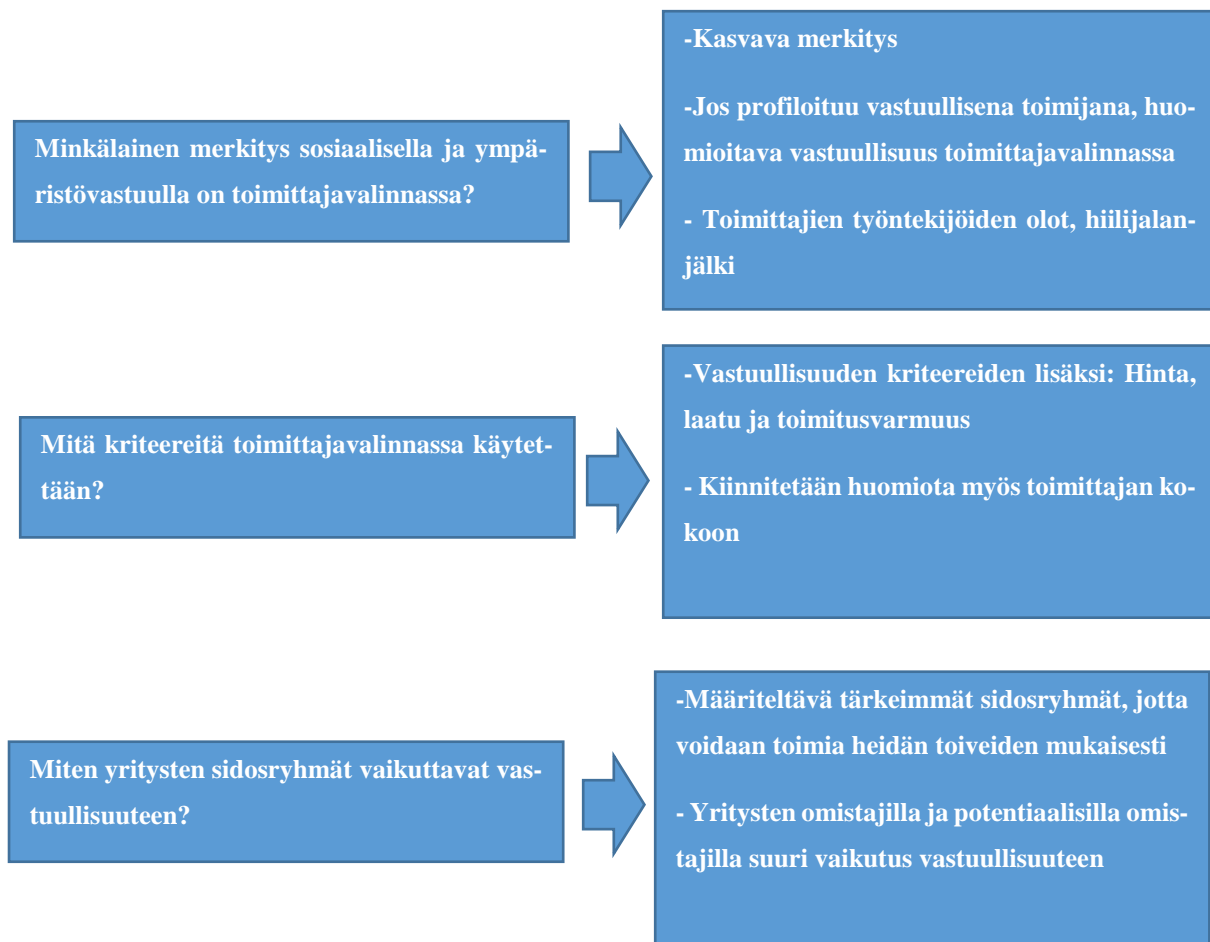 Minkälainen merkitys sosiaalisella ja ympä-
ristövastuulla on toimittajavalinnassa?
-Kasvava merkitys
-Jos profiloituu vastuullisena toimijana, huo-
mioitava vastuullisuus toimittajavalinnassa
- Toimittajien työntekijöiden olot, hiilijalan-
jälki
Mitä kriteereitä toimittajavalinnassa käytet-
tään?
-Vastuullisuuden kriteereiden lisäksi: Hinta,
laatu ja toimitusvarmuus
- Kiinnitetään huomiota myös toimittajan ko-
koon
Miten yritysten sidosryhmät vaikuttavat vas-
tuullisuuteen?
-Määriteltävä tärkeimmät sidosryhmät, jotta
voidaan toimia heidän toiveiden mukaisesti
- Yritysten omistajilla ja potentiaalisilla omis-
tajilla suuri vaikutus vastuullisuuteen